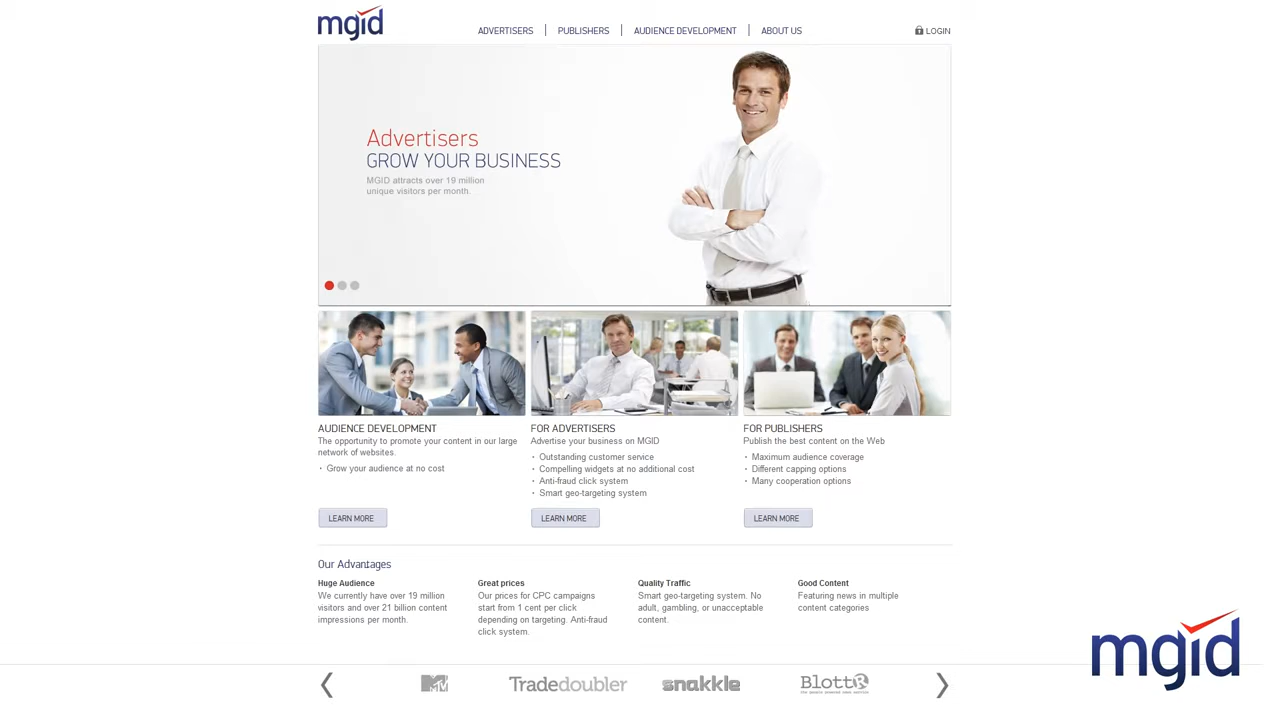 mgid
ADVERTISERS
PUBLISHERS
AUDIENCE DEVELOPMENT
ABOUT US
LOGIN
Advertisers
GROW YOUR BUSINESS
MGID attracts over 19 million
unique visitors per month.
AUDIENCE DEVELOPMENT
The opportunity to promote your content in our large
network of websites.
· Grow your audience at no cost
LEARN MORE
FOR ADVERTISERS
Advertise your business on MGID
· Outstanding customer service
· Compelling widgets at no additional cost
· Anti-fraud click system
· Smart geo-targeting system
LEARN MORE
FOR PUBLISHERS
Publish the best content on the Web
· Maximum audience coverage
· Different capping options
· Many cooperation options
LEARN MORE
Our Advantages
Huge Audience
We currently have over 19 million
visitors and over 21 billion content
impressions per month.
Great prices
Our prices for CPC campaigns
start from 1 cent per click
depending on targeting. Anti-fraud
click system.
Quality Traffic
Smart geo-targeting system. No
adult, gambling, or unacceptable
content.
Good Content
Featuring news in multiple
content categories
MTV
Tradedoubler
snakkle
BlottR
mgid